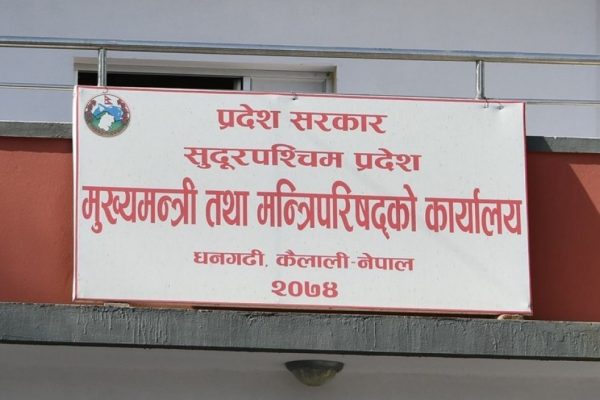 प्रदेश सरकार
सुदूरपश्चिम प्रदेश
मुख्यमन्त्री तथा मन्त्रिपरिषद्को कार्यालय
धनगढी, कैलाली-नेपाल
२०७४